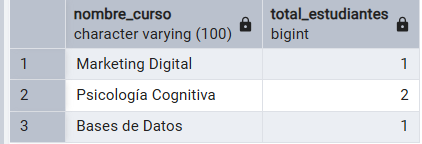 nombre_curso total_estudiantes
character varying (100) bigint
1 Marketing Digital 1
2 Psicología Cognitiva 2
3 Bases de Datos 1